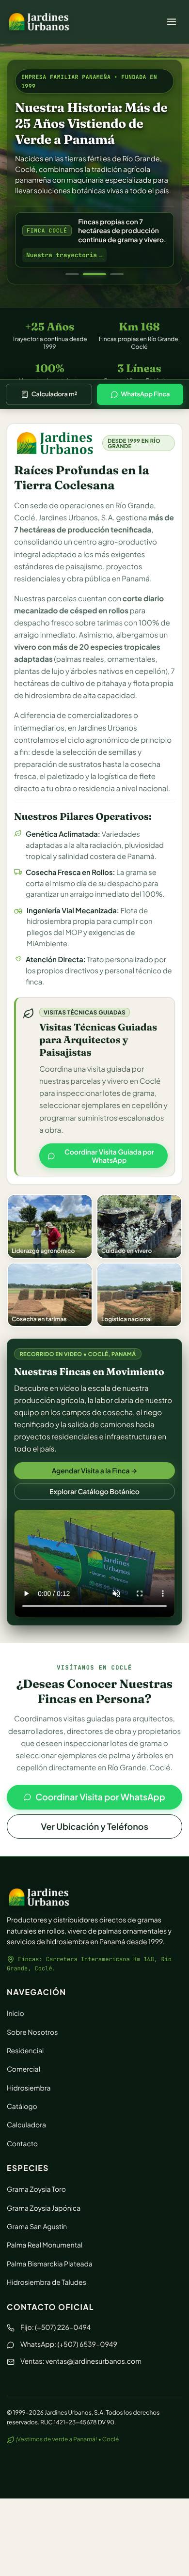 Jardines
Urbanos
EMPRESA FAMILIAR PANAMEÑA • FUNDADA EN
1999
Nuestra Historia: Más de
25 Años Vistiendo de
Verde a Panamá
Nacidos en las tierras fértiles de Río Grande,
Coclé, combinamos la tradición agrícola
panameña con maquinaria especializada para
llevar soluciones botánicas vivas a todo el país.
FINCA COCLÉ
Fincas propias con 7
hectáreas de producción
continua de grama y vivero.
Nuestra trayectoria →
+25 Años
Trayectoria continua desde
1999
Km 168
Fincas propias en Río Grande,
Coclé
100%
3 Líneas
Calculadora m²
WhatsApp Finca
Jardines
Urbanos
DESDE 1999 EN RÍO
GRANDE
Raíces Profundas en la
Tierra Coclesana
Con sede de operaciones en Río Grande,
Coclé, Jardines Urbanos, S.A. gestiona más de
7 hectáreas de producción tecnificada,
consolidando un centro agro-productivo
integral adaptado a los más exigentes
estándares del paisajismo, proyectos
residenciales y obra pública en Panamá.
Nuestras parcelas cuentan con corte diario
mecanizado de césped en rollos para
despacho fresco sobre tarimas con 100% de
arraigo inmediato. Asimismo, albergamos un
vivero con más de 20 especies tropicales
adaptadas (palmas reales, ornamentales,
plantas de lujo y árboles nativos en cepellón), 7
hectáreas de cultivo de pithaya y flota propia
de hidrosiembra de alta capacidad.
A diferencia de comercializadores o
intermediarios, en Jardines Urbanos
controlamos el ciclo agronómico de principio
a fin: desde la selección de semillas y
preparación de sustratos hasta la cosecha
fresca, el paletizado y la logística de flete
directo a tu obra o residencia a nivel nacional.
Nuestros Pilares Operativos:
Genética Aclimatada: Variedades
adaptadas a la alta radiación, pluviosidad
tropical y salinidad costera de Panamá.
Cosecha Fresca en Rollos: La grama se
corta el mismo día de su despacho para
garantizar un arraigo inmediato del 100%.
Ingeniería Vial Mecanizada: Flota de
hidrosiembra propia para cumplir con
pliegos del MOP y exigencias de
MiAmbiente.
Atención Directa: Trato personalizado por
los propios directivos y personal técnico de
finca.
VISITAS TÉCNICAS GUIADAS
Visitas Técnicas Guiadas
para Arquitectos y
Paisajistas
Coordina una visita guiada por
nuestras parcelas y vivero en Coclé
para inspeccionar lotes de grama,
seleccionar ejemplares en cepellón y
programar suministros escalonados
a obra.
Coordinar Visita Guiada por
WhatsApp
Liderazgo agronómico
Cuidado en vivero
Cosecha en tarimas
Logística nacional
RECORRIDO EN VIDEO • COCLÉ, PANAMÁ
Nuestras Fincas en Movimiento
Descubre en video la escala de nuestra
producción agrícola, la labor diaria de nuestro
equipo en los campos de cosecha, el riego
tecnificado y la salida de camiones hacia
proyectos residenciales e infraestructura en
todo el país.
Agendar Visita a la Finca →
Explorar Catálogo Botánico
Jardines
Urbanos
0:00 / 0:12
VISÍTANOS EN COCLÉ
¿Deseas Conocer Nuestras
Fincas en Persona?
Coordinamos visitas guiadas para arquitectos,
desarrolladores, directores de obra y propietarios
que deseen inspeccionar lotes de grama o
seleccionar ejemplares de palma y árboles en
pequeño cepellón directamente en Río Grande, Coclé.
Coordinar Visita por WhatsApp
Ver Ubicación y Teléfonos
Jardines
Urbanos
Productores y distribuidores directos de gramas
naturales en rollos, vivero de palmas ornamentales y
servicios de hidrosiembra en Panamá desde 1999.
Fincas: Carretera Interamericana Km 168, Río
Grande, Coclé.
NAVEGACIÓN
Inicio
Sobre Nosotros
Residencial
Comercial
Hidrosiembra
Catálogo
Calculadora
Contacto
ESPECIES
Grama Zoysia Toro
Grama Zoysia Japónica
Grama San Agustín
Palma Real Monumental
Palma Bismarckia Plateada
Hidrosiembra de Taludes
CONTACTO OFICIAL
Fijo: (+507) 226-0494
WhatsApp: (+507) 6539-0949
Ventas: ventas@jardinesurbanos.com
© 1999-2026 Jardines Urbanos, S.A. Todos los derechos
reservados. RUC 1421-23-45678 DV 90.
¡Vestimos de verde a Panamá! • Coclé